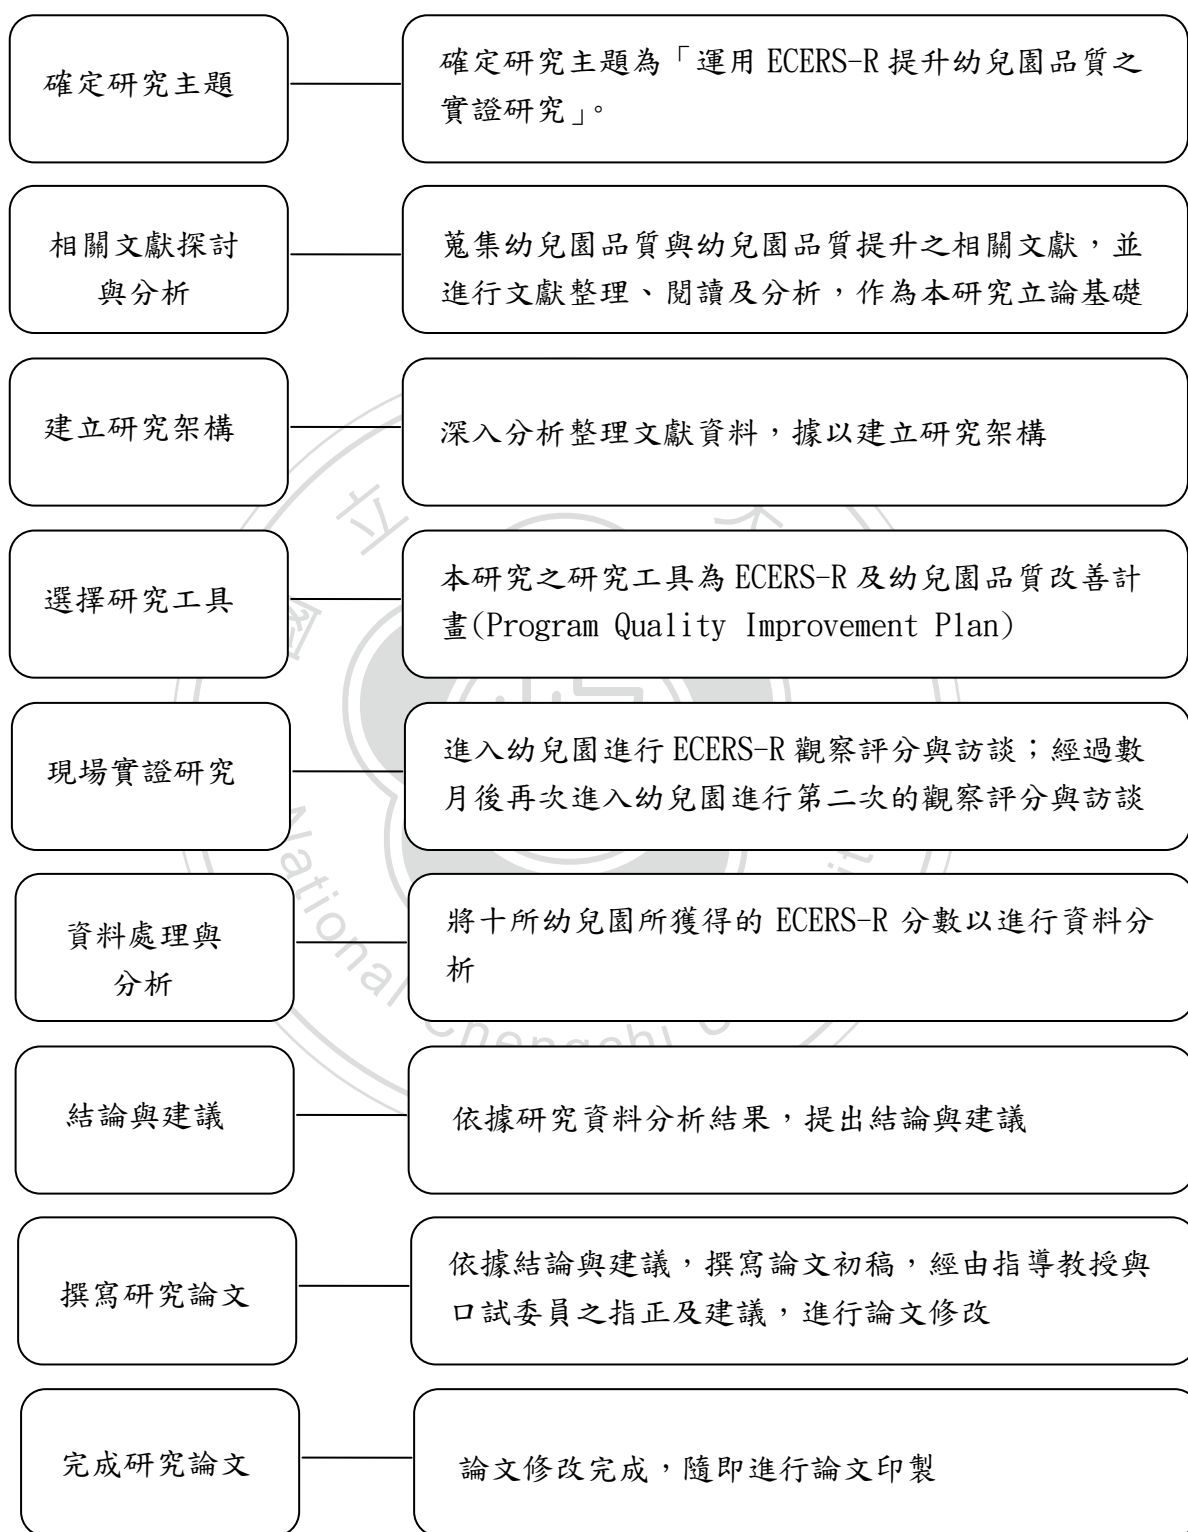 確定研究主題
確定研究主題為「運用 ECERS-R 提升幼兒園品質之
實證研究」。
相關文獻探討
與分析
蒐集幼兒園品質與幼兒園品質提升之相關文獻,並
進行文獻整理、閱讀及分析,作為本研究立論基礎
建立研究架構
深入分析整理文獻資料,據以建立研究架構
選擇研究工具
本研究之研究工具為 ECERS-R 及幼兒園品質改善計
畫(Program Quality Improvement Plan)
現場實證研究
進入幼兒園進行 ECERS-R 觀察評分與訪談;經過數
月後再次進入幼兒園進行第二次的觀察評分與訪談
資料處理與
分析
將十所幼兒園所獲得的 ECERS-R 分數以進行資料分
析
結論與建議
依據研究資料分析結果,提出結論與建議
撰寫研究論文
依據結論與建議,撰寫論文初稿,經由指導教授與
口試委員之指正及建議,進行論文修改
完成研究論文
論文修改完成,隨即進行論文印製
立
National Chengchi U